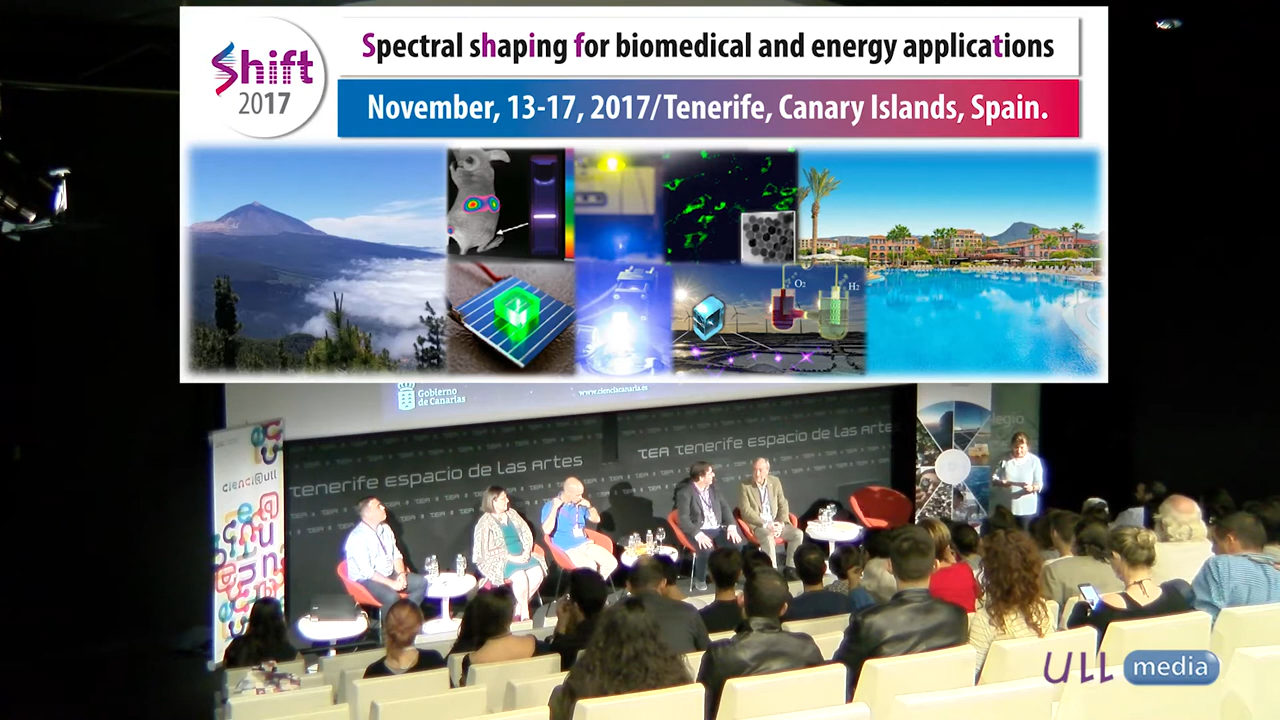 Shift
2017
Spectral shaping for biomedical and energy applications
November, 13-17, 2017/Tenerife, Canary Islands, Spain.
O2
H2
Gobierno
de Canarias
www.cienciacanaria.es
Tenerife Espacio de las Artes
TEA Tenerife Espacio de las Artes
cienci@ull
ULL media